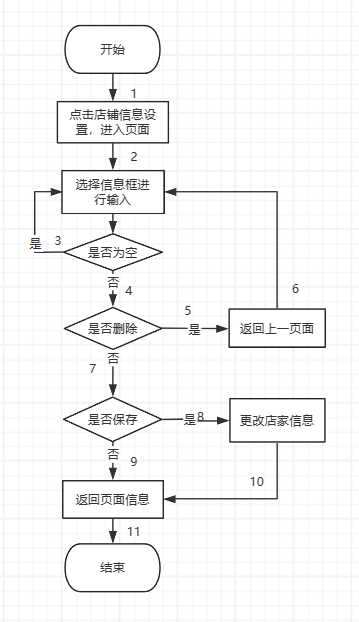 开始
1
点击店铺信息设
置，进入页面
2
选择信息框进
行输入
是
3
是否为空
否
4
6
5
是否删除
是
返回上一页面
否
7
是否保存
是8
更改店家信息
否
9
10
返回页面信息
11
结束